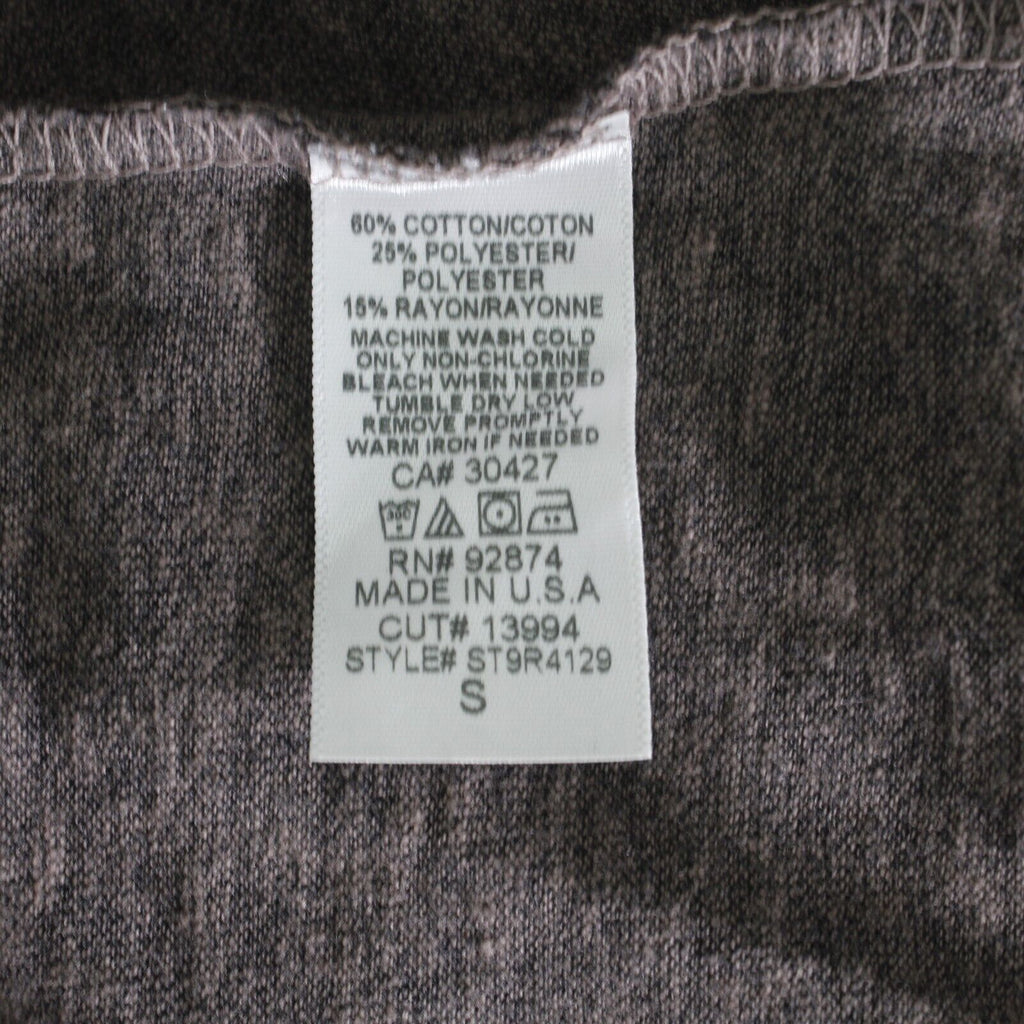 60% COTTON/COTON
25% POLYESTER/
POLYESTER
15% RAYON/RAYONNE
MACHINE WASH COLD
ONLY NON-CHLORINE
BLEACH WHEN NEEDED
TUMBLE DRY LOW
REMOVE PROMPTLY
WARM IRON IF NEEDED
CA# 30427
RN# 92874
MADE IN U.S.A
CUT# 13994
STYLE# ST9R4129
S